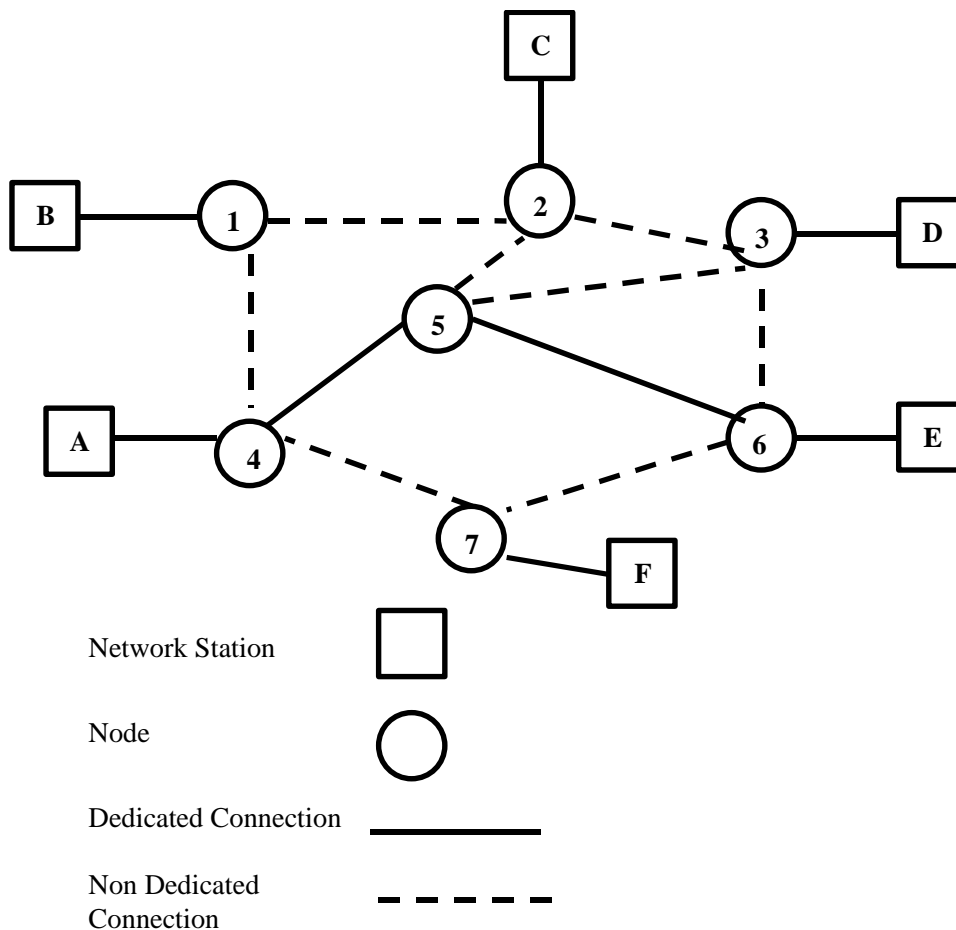 C
B
1
2
3
D
5
A
4
6
E
7
F
Network Station
Node
Dedicated Connection
Non Dedicated
Connection